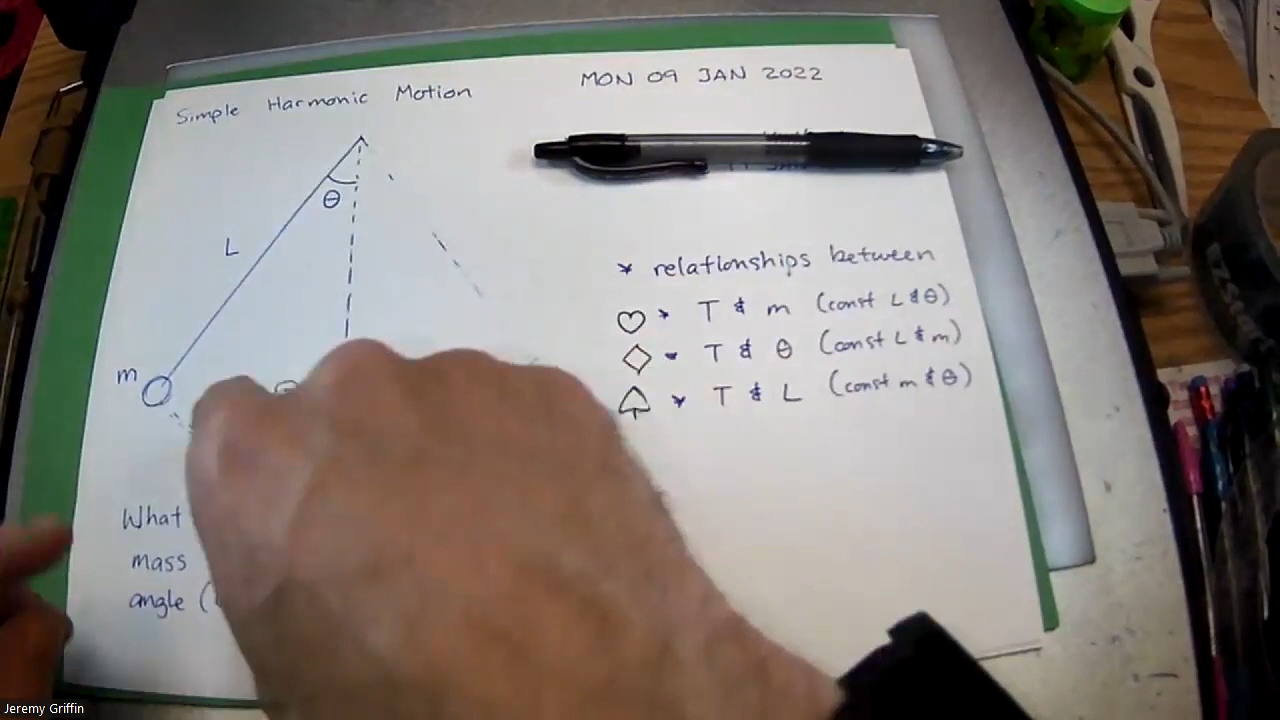 Simple Harmonic Motion
MON 09 JAN 2022
θ
L
m
* relationships between
♡ * T & m (const L & θ)
◇ * T & θ (const L & m)
♤ * T & L (const m & θ)
What
mass
angle (
Jeremy Griffin